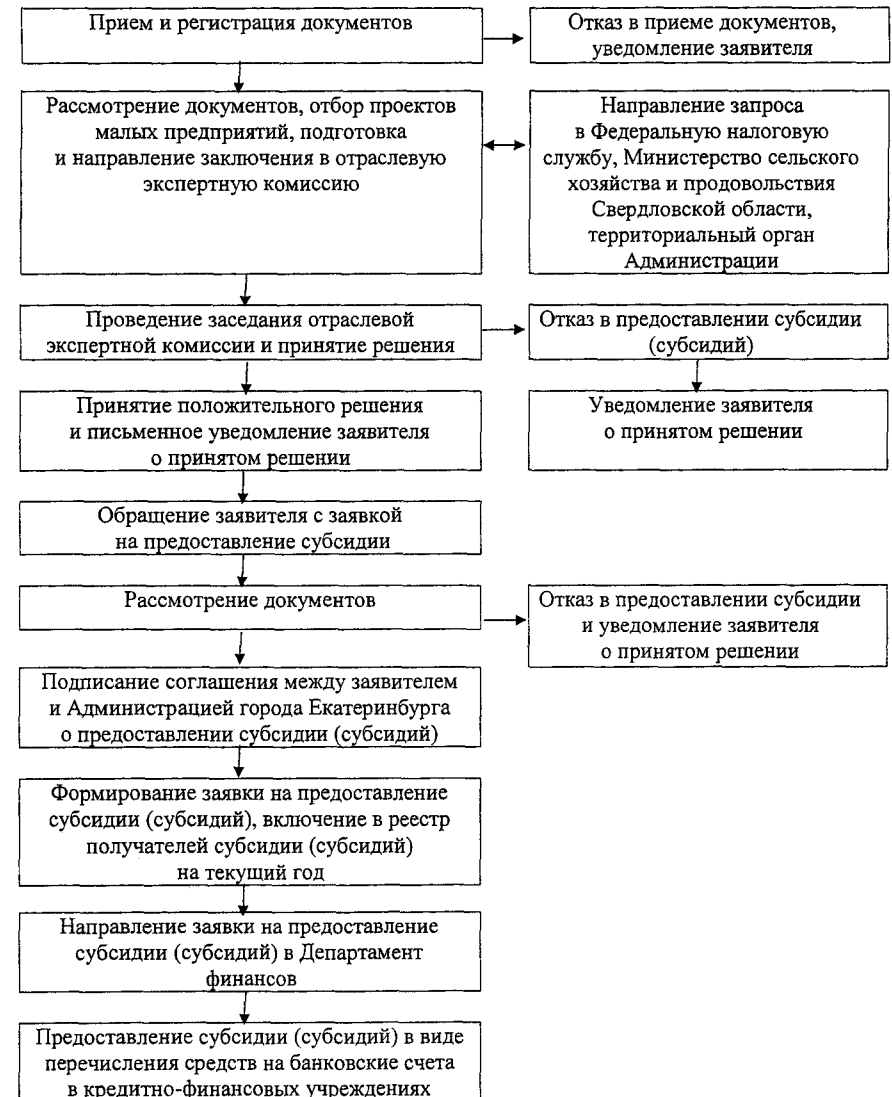 Прием и регистрация документов
Отказ в приеме документов,
уведомление заявителя
Рассмотрение документов, отбор проектов
малых предприятий, подготовка
и направление заключения в отраслевую
экспертную комиссию
Направление запроса
в Федеральную налоговую
службу, Министерство сельского
хозяйства и продовольствия
Свердловской области,
территориальный орган
Администрации
Проведение заседания отраслевой
экспертной комиссии и принятие решения
Отказ в предоставлении субсидии
(субсидий)
Принятие положительного решения
и письменное уведомление заявителя
о принятом решении
Уведомление заявителя
о принятом решении
Обращение заявителя с заявкой
на предоставление субсидии
Рассмотрение документов
Отказ в предоставлении субсидии
и уведомление заявителя
о принятом решении
Подписание соглашения между заявителем
и Администрацией города Екатеринбурга
о предоставлении субсидии (субсидий)
Формирование заявки на предоставление
субсидии (субсидий), включение в реестр
получателей субсидии (субсидий)
на текущий год
Направление заявки на предоставление
субсидии (субсидий) в Департамент
финансов
Предоставление субсидии (субсидий) в виде
перечисления средств на банковские счета
в кредитно-финансовых учреждениях